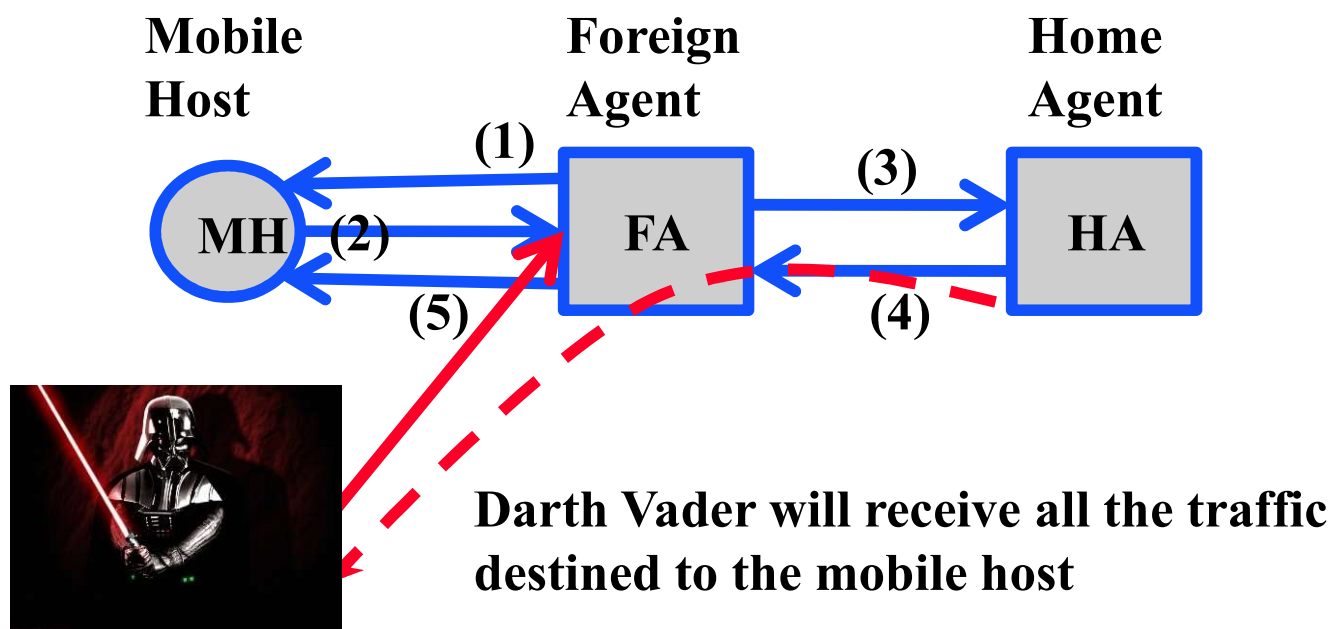 Mobile
Host
Foreign
Agent
Home
Agent
(1)
(3)
MH
(2)
FA
HA
(5)
(4)
Darth Vader will receive all the traffic
destined to the mobile host